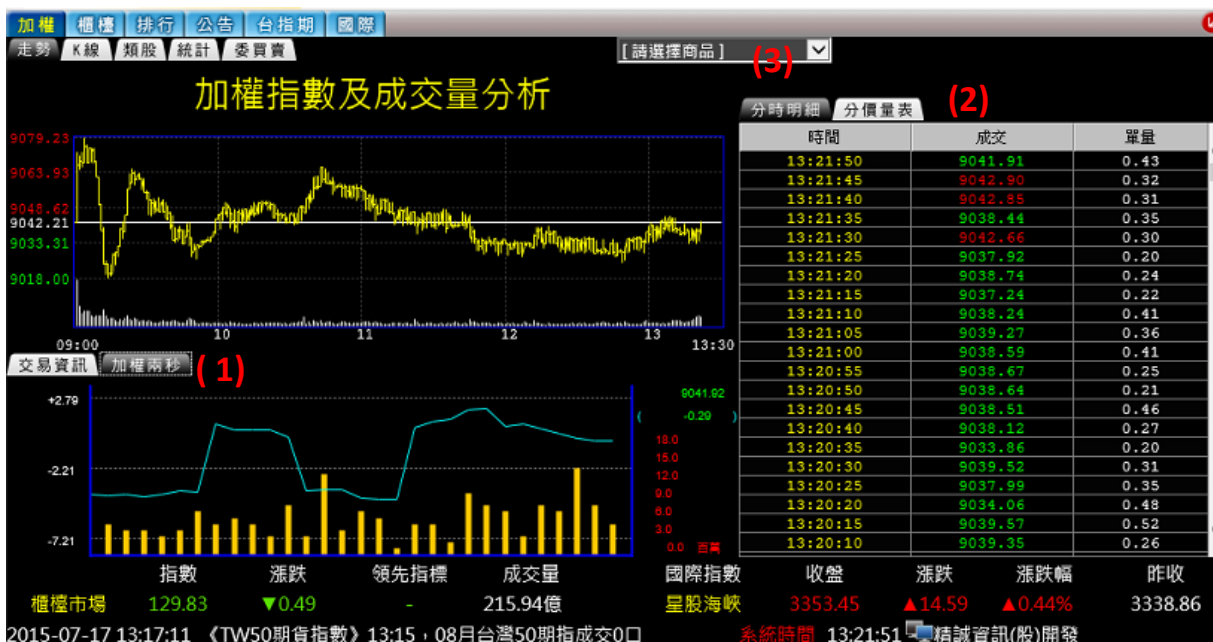 加權 櫃檯 排行 公告 台指期 國際
走勢 K線 類股 統計 委買賣 [ 請選擇商品 ]
(3)
加權指數及成交量分析
分時明細 分價量表 (2)
時間 成交 單量
13:21:50 9041.91 0.43
13:21:45 9042.90 0.32
13:21:40 9042.85 0.31
13:21:35 9038.44 0.35
13:21:30 9042.66 0.30
13:21:25 9037.92 0.20
13:21:20 9038.74 0.24
13:21:15 9037.24 0.22
13:21:10 9038.24 0.41
13:21:05 9039.27 0.36
13:21:00 9038.59 0.41
13:20:55 9038.67 0.25
13:20:50 9038.64 0.21
13:20:45 9038.51 0.46
13:20:40 9038.12 0.27
13:20:35 9033.86 0.20
13:20:30 9039.52 0.31
13:20:25 9037.99 0.35
13:20:20 9034.06 0.48
13:20:15 9039.57 0.52
13:20:10 9039.35 0.26
9079.23
9063.93
9048.62
9042.21
9033.31
9018.00
09:00 10 11 12 13 13:30
交易資訊 加權兩秒 ( 1)
+2.79
-2.21
-7.21
9041.92
( -0.29 )
18.0
15.0
12.0
9.0
6.0
3.0
0.0 百萬
指數 漲跌 領先指標 成交量 國際指數 收盤 漲跌 漲跌幅 昨收
櫃檯市場 129.83 ▼0.49 - 215.94億 星股海峽 3353.45 ▲14.59 ▲0.44% 3338.86
2015-07-17 13:17:11 《TW50期貨指數》13:15，08月台灣50期指成交0口 系統時間 13:21:51 精誠資訊(股)開發